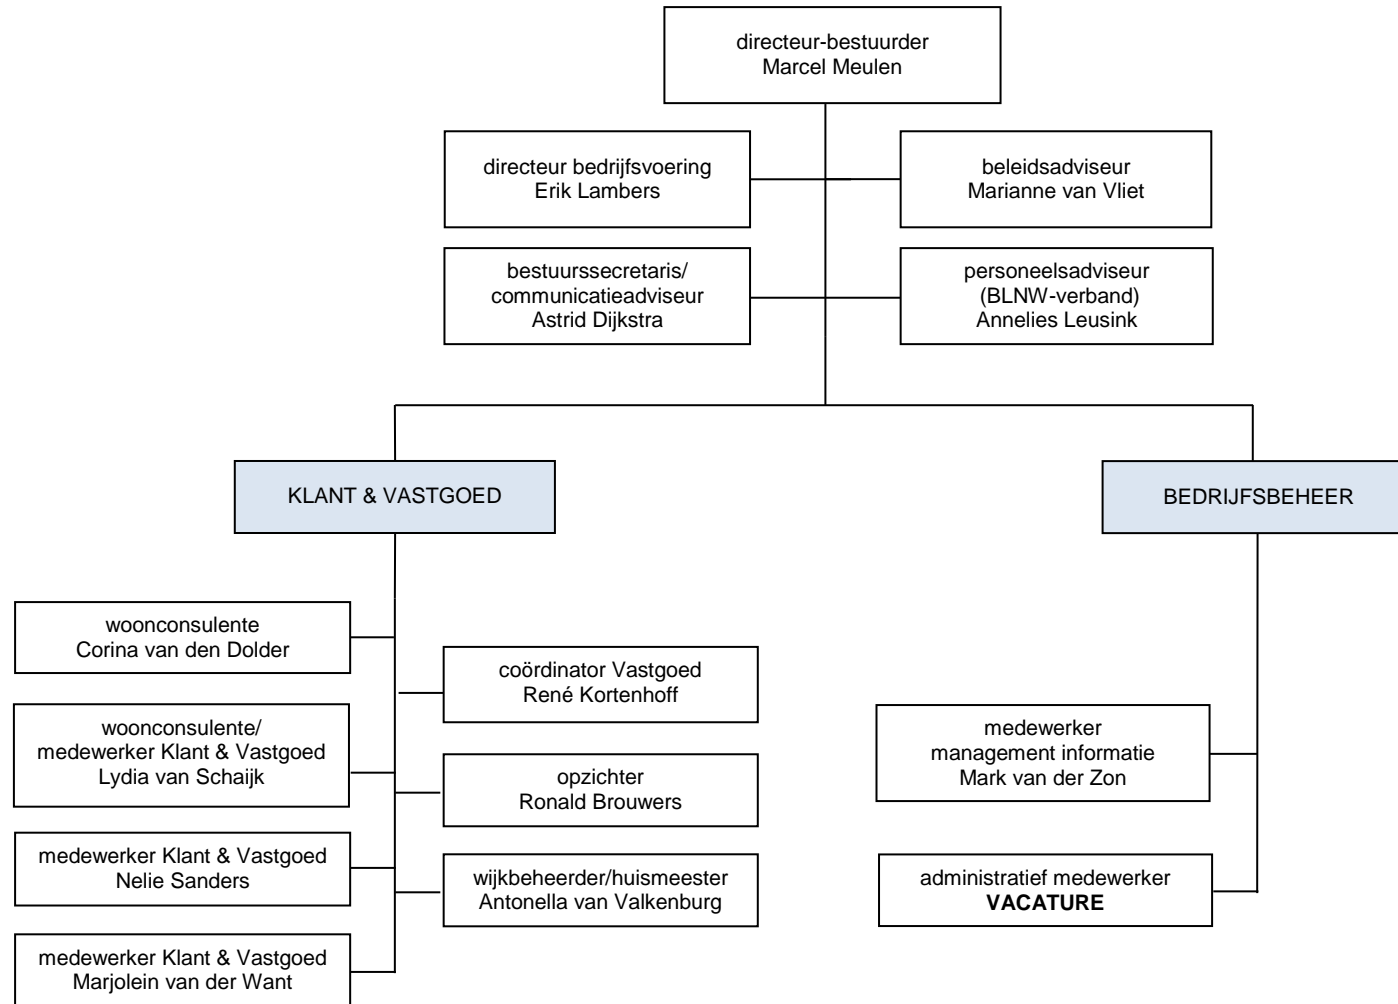 directeur-bestuurder
Marcel Meulen
directeur bedrijfsvoering
Erik Lambers
beleidsadviseur
Marianne van Vliet
bestuurssecretaris/
communicatieadviseur
Astrid Dijkstra
personeelsadviseur
(BLNW-verband)
Annelies Leusink
KLANT & VASTGOED
BEDRIJFSBEHEER
woonconsulente
Corina van den Dolder
woonconsulente/
medewerker Klant & Vastgoed
Lydia van Schaijk
medewerker Klant & Vastgoed
Nelie Sanders
medewerker Klant & Vastgoed
Marjolein van der Want
coördinator Vastgoed
René Kortenhoff
opzichter
Ronald Brouwers
wijkbeheerder/huismeester
Antonella van Valkenburg
medewerker
management informatie
Mark van der Zon
administratief medewerker
VACATURE